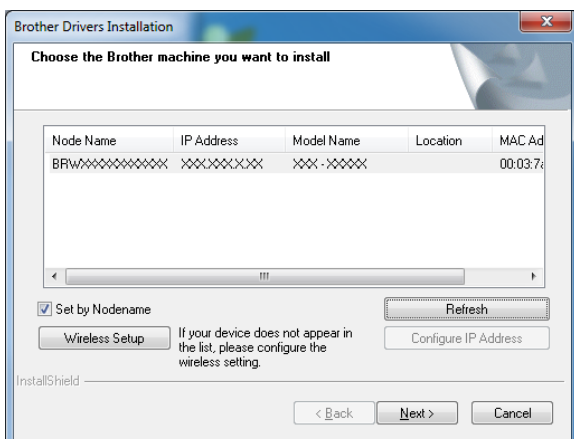 Brother Drivers Installation
Choose the Brother machine you want to install
Node Name IP Address Model Name Location MAC Ad
BRWXXXXXXXXXXXX XXX.XXX.X.XX XXX - XXXXX 00:03:7a
Set by Nodename
Refresh
Wireless Setup
If your device does not appear in
the list, please configure the
wireless setting.
Configure IP Address
InstallShield
< Back
Next >
Cancel